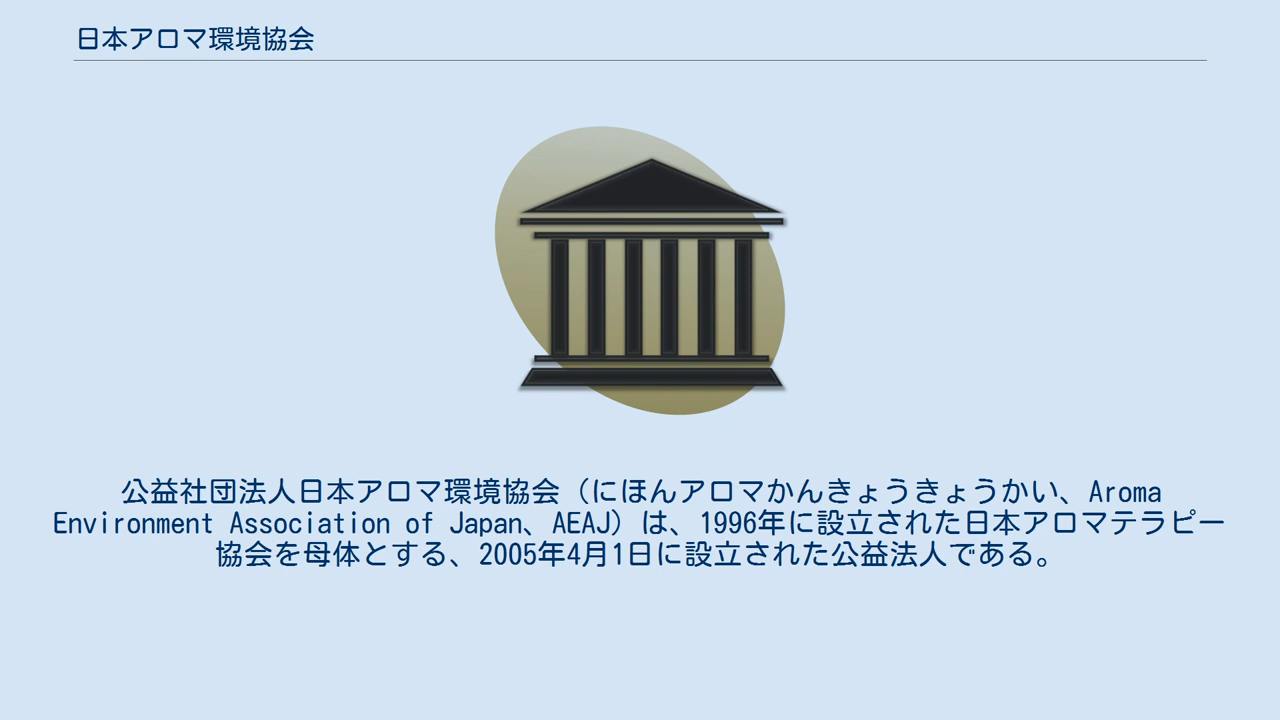 日本アロマ環境協会
公益社団法人日本アロマ環境協会（にほんアロマかんきょうきょうかい、Aroma
Environment Association of Japan、AEAJ）は、1996年に設立された日本アロマテラピー
協会を母体とする、2005年4月1日に設立された公益法人である。